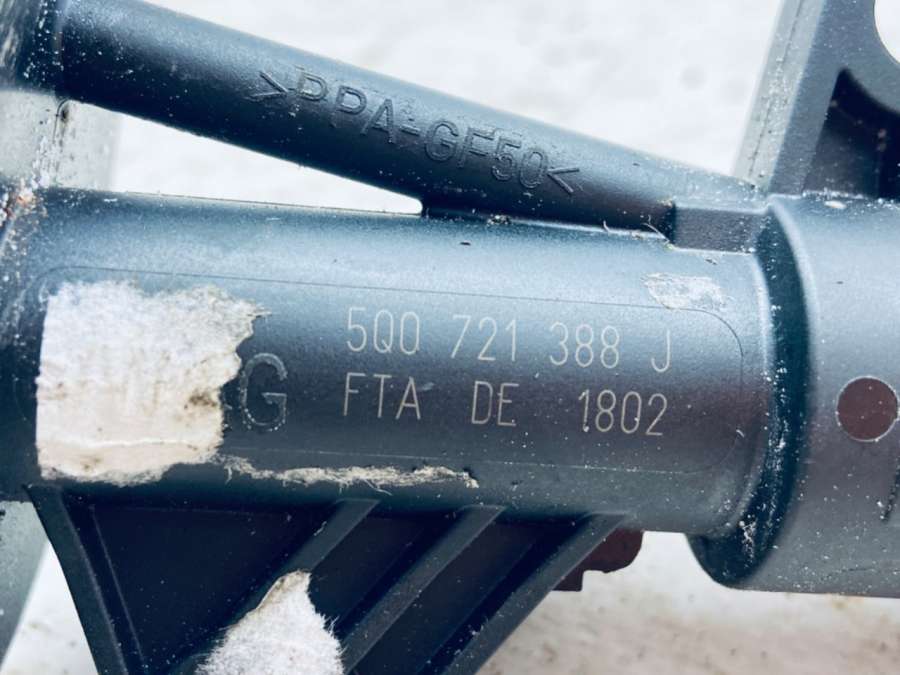 >PPA-GF50<
5Q0 721 388 J
G FTA DE 1802